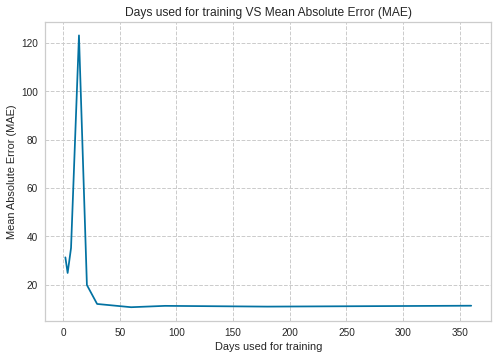 Days used for training VS Mean Absolute Error (MAE)
Mean Absolute Error (MAE)
120
100
80
60
40
20
0 50 100 150 200 250 300 350
Days used for training